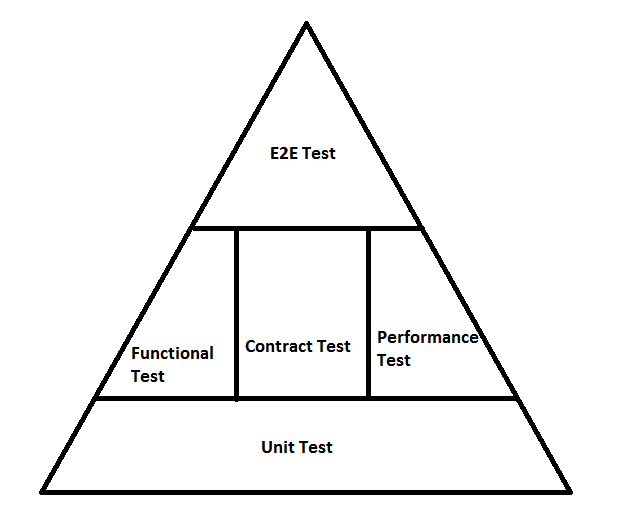 E2E Test
Functional
Test
Contract Test
Performance
Test
Unit Test